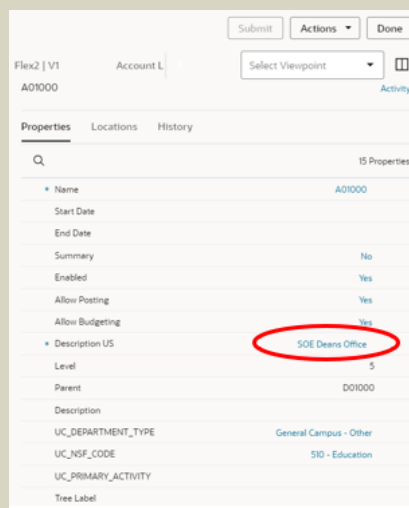 Submit Actions Done
Flex2 | V1 Account L Select Viewpoint
A01000 Activity
Properties Locations History
15 Properties
Name A01000
Start Date
End Date
Summary No
Enabled Yes
Allow Posting Yes
Allow Budgeting Yes
Description US SOE Deans Office
Level 5
Parent D01000
Description
UC_DEPARTMENT_TYPE General Campus - Other
UC_NSF_CODE 510 - Education
UC_PRIMARY_ACTIVITY
Tree Label